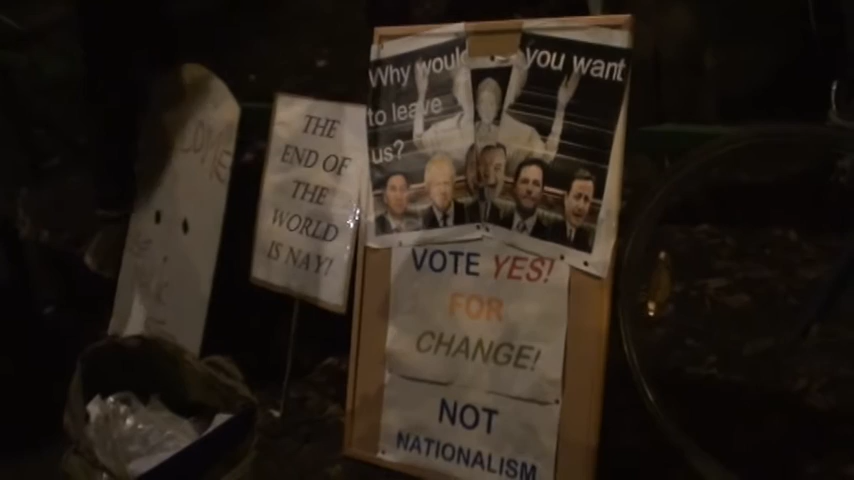 THE
END OF
THE
WORLD
IS NAY!
Why would you want
to leave
us?
VOTE YES!
FOR
CHANGE!
NOT
NATIONALISM